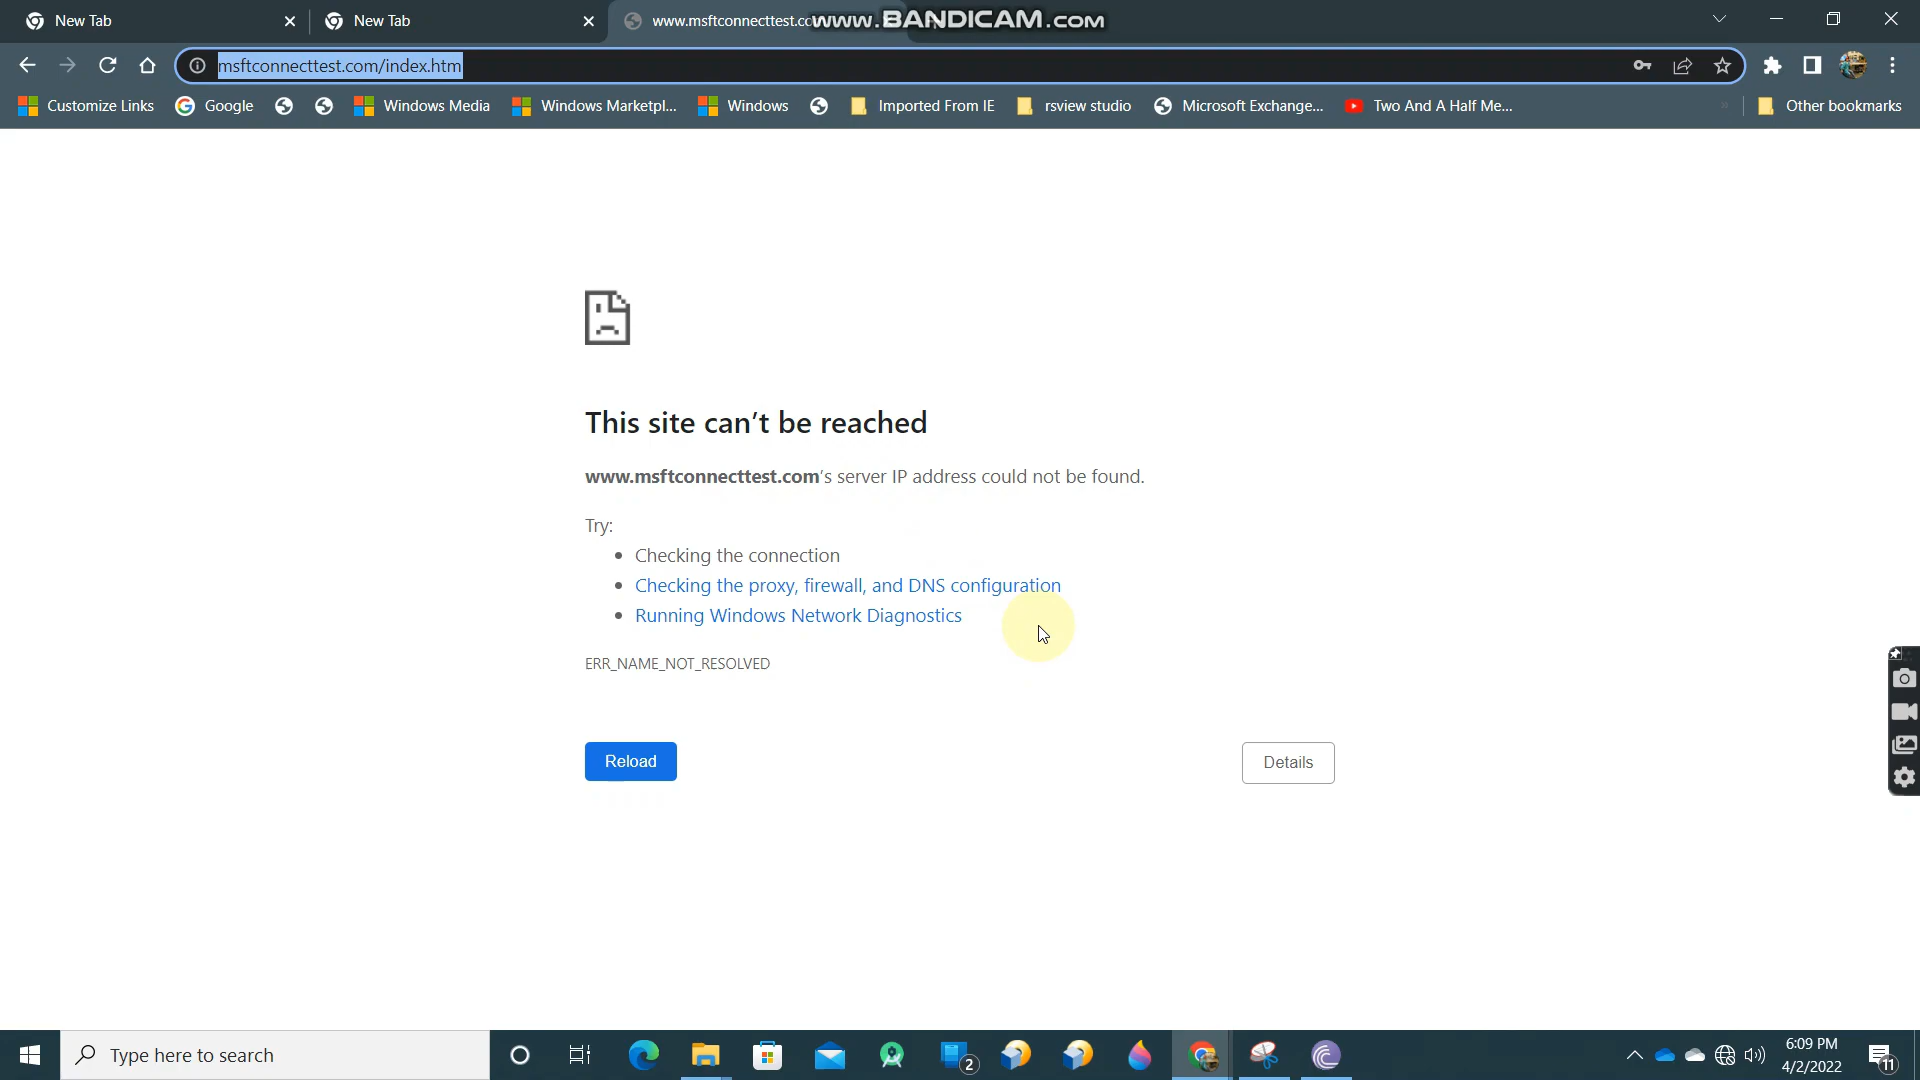 New Tab
New Tab
www.msftconnecttest.co
www.BANDICAM.com
msftconnecttest.com/index.htm
Customize Links
Google
Windows Media
Windows Marketpl...
Windows
Imported From IE
rsview studio
Microsoft Exchange...
Two And A Half Me...
Other bookmarks
This site can't be reached
www.msftconnecttest.com's server IP address could not be found.
Try:
Checking the connection
Checking the proxy, firewall, and DNS configuration
Running Windows Network Diagnostics
ERR_NAME_NOT_RESOLVED
Reload
Details
Type here to search
2
6:09 PM
4/2/2022
11